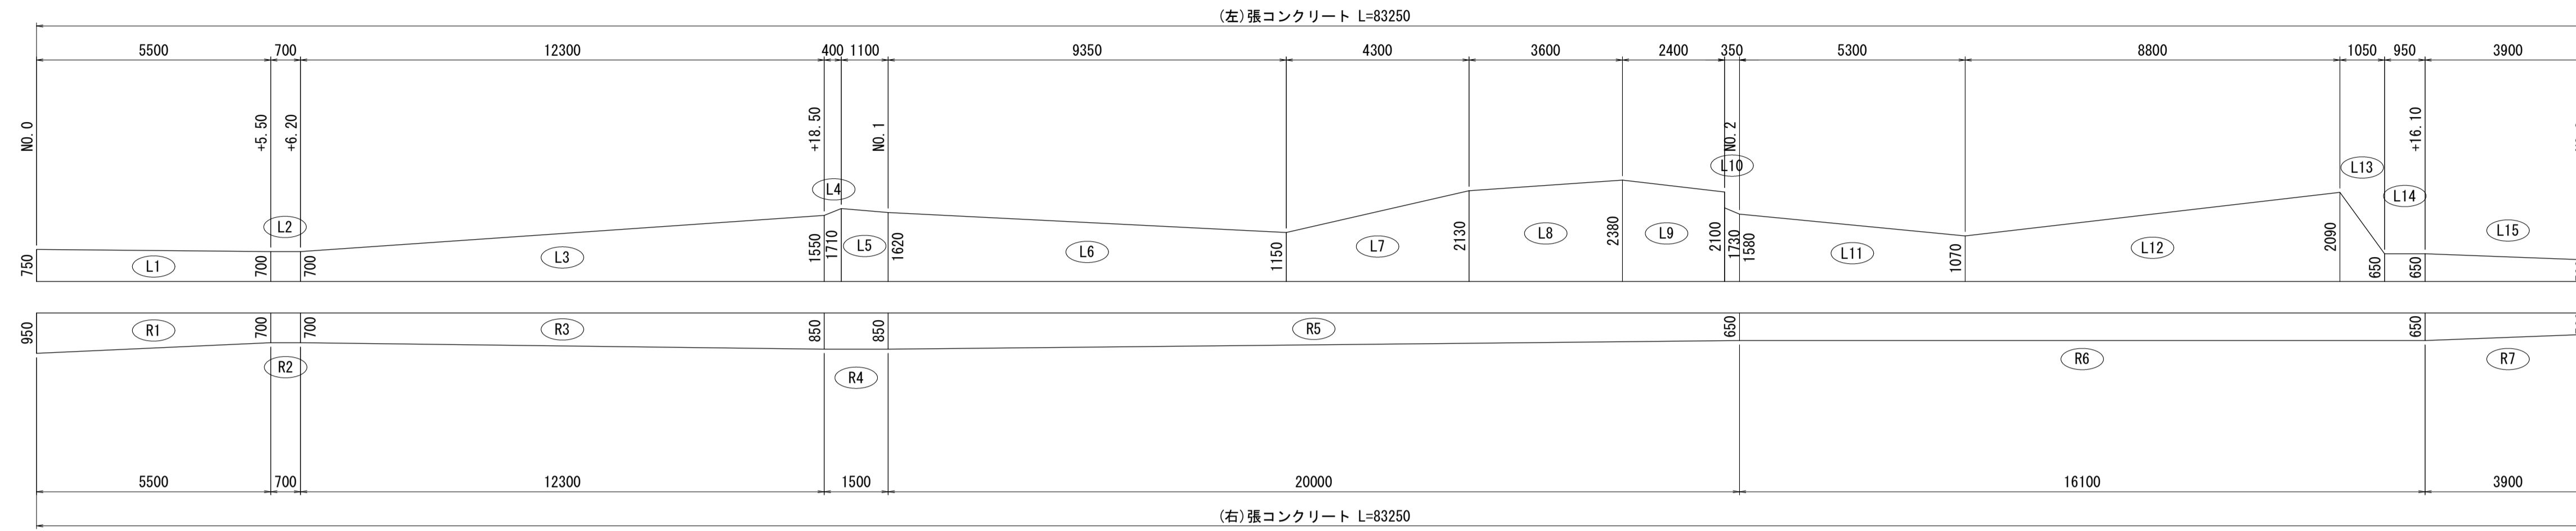 (左)張コンクリート L=83250
5500 700 12300 400 1100 9350 4300 3600 2400 350 5300 8800 1050 950 3900
NO.0 +5.50 +6.20 +18.50 NO.1 NO.2 +16.10
L1 L2 L3 L4 L5 L6 L7 L8 L9 L10 L11 L12 L13 L14 L15
750 700 700 1550 1710 1620 1150 2130 2380 2100 1730 1580 1070 2090 650 650
950 700 700 850 850 650 650
R1 R2 R3 R4 R5 R6 R7
5500 700 12300 1500 20000 16100 3900
(右)張コンクリート L=83250